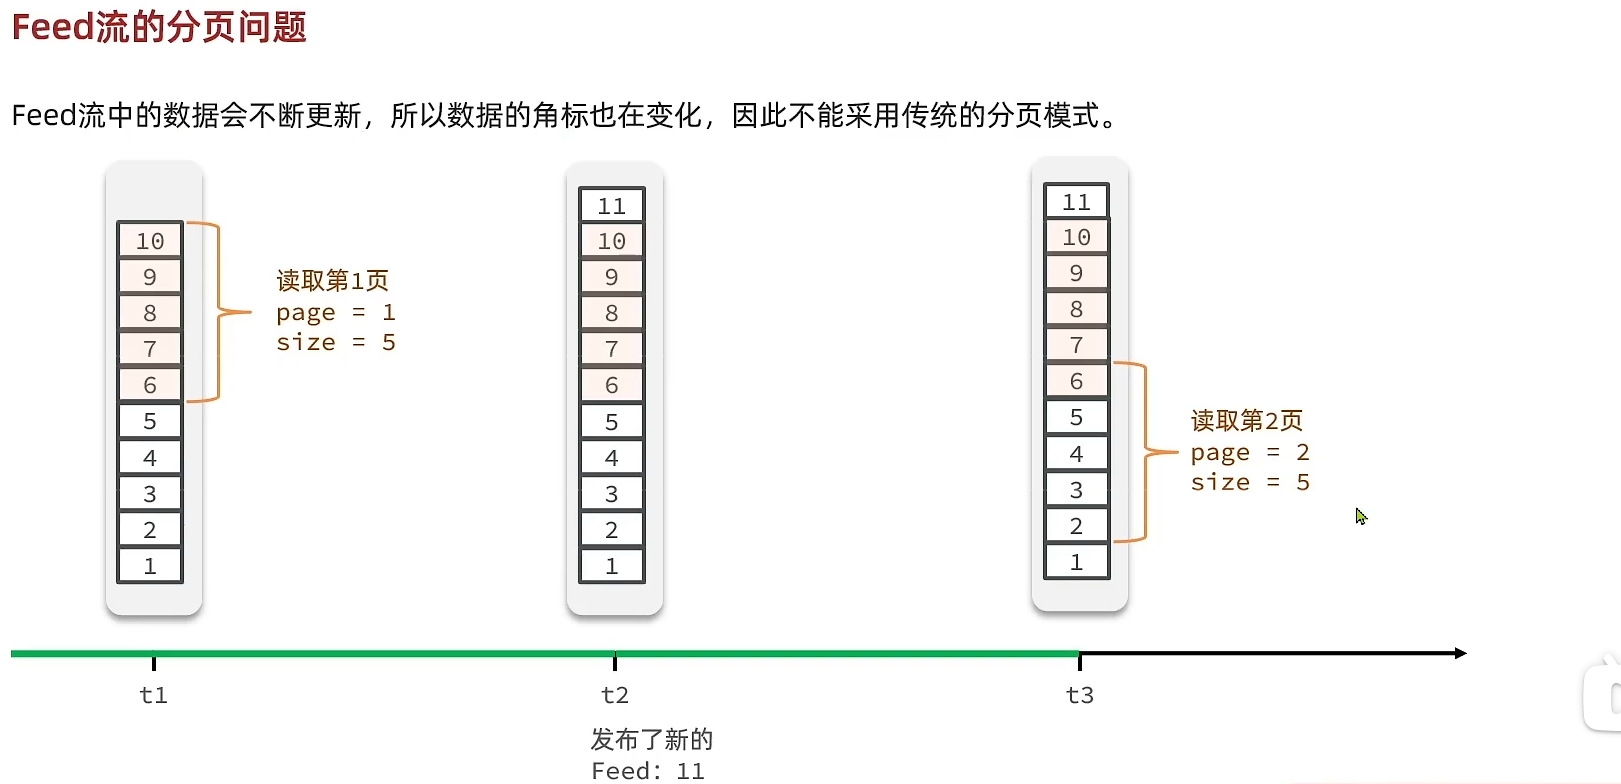 Feed流的分页问题
Feed流中的数据会不断更新，所以数据的角标也在变化，因此不能采用传统的分页模式。
10
9
8
7
6
5
4
3
2
1
读取第1页
page = 1
size = 5
11
10
9
8
7
6
5
4
3
2
1
11
10
9
8
7
6
5
4
3
2
1
读取第2页
page = 2
size = 5
t1
t2
t3
发布了新的
Feed：11